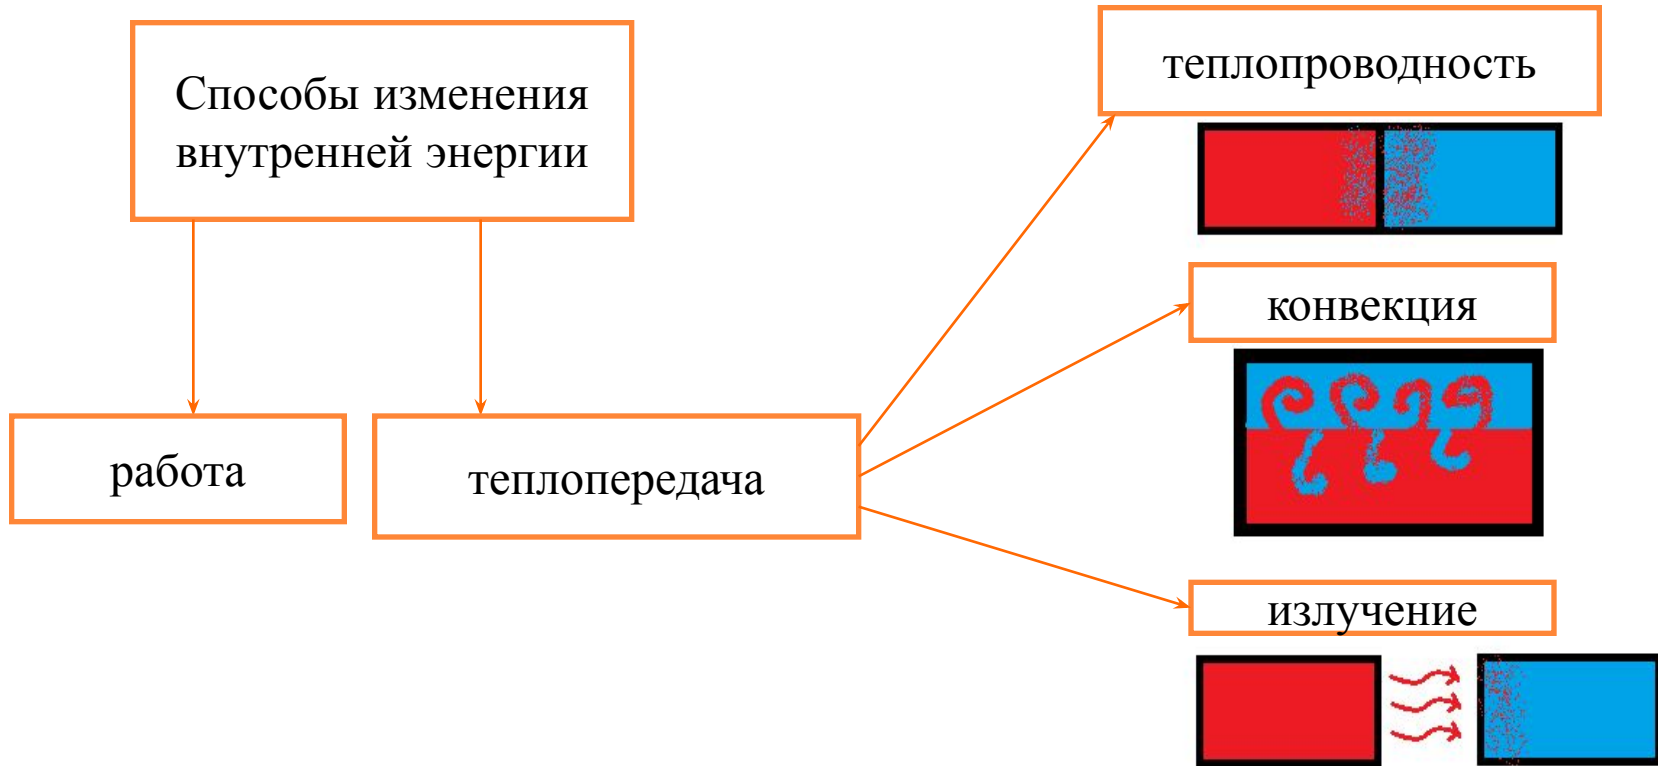 Способы изменения
внутренней энергии
работа
теплопередача
теплопроводность
конвекция
излучение